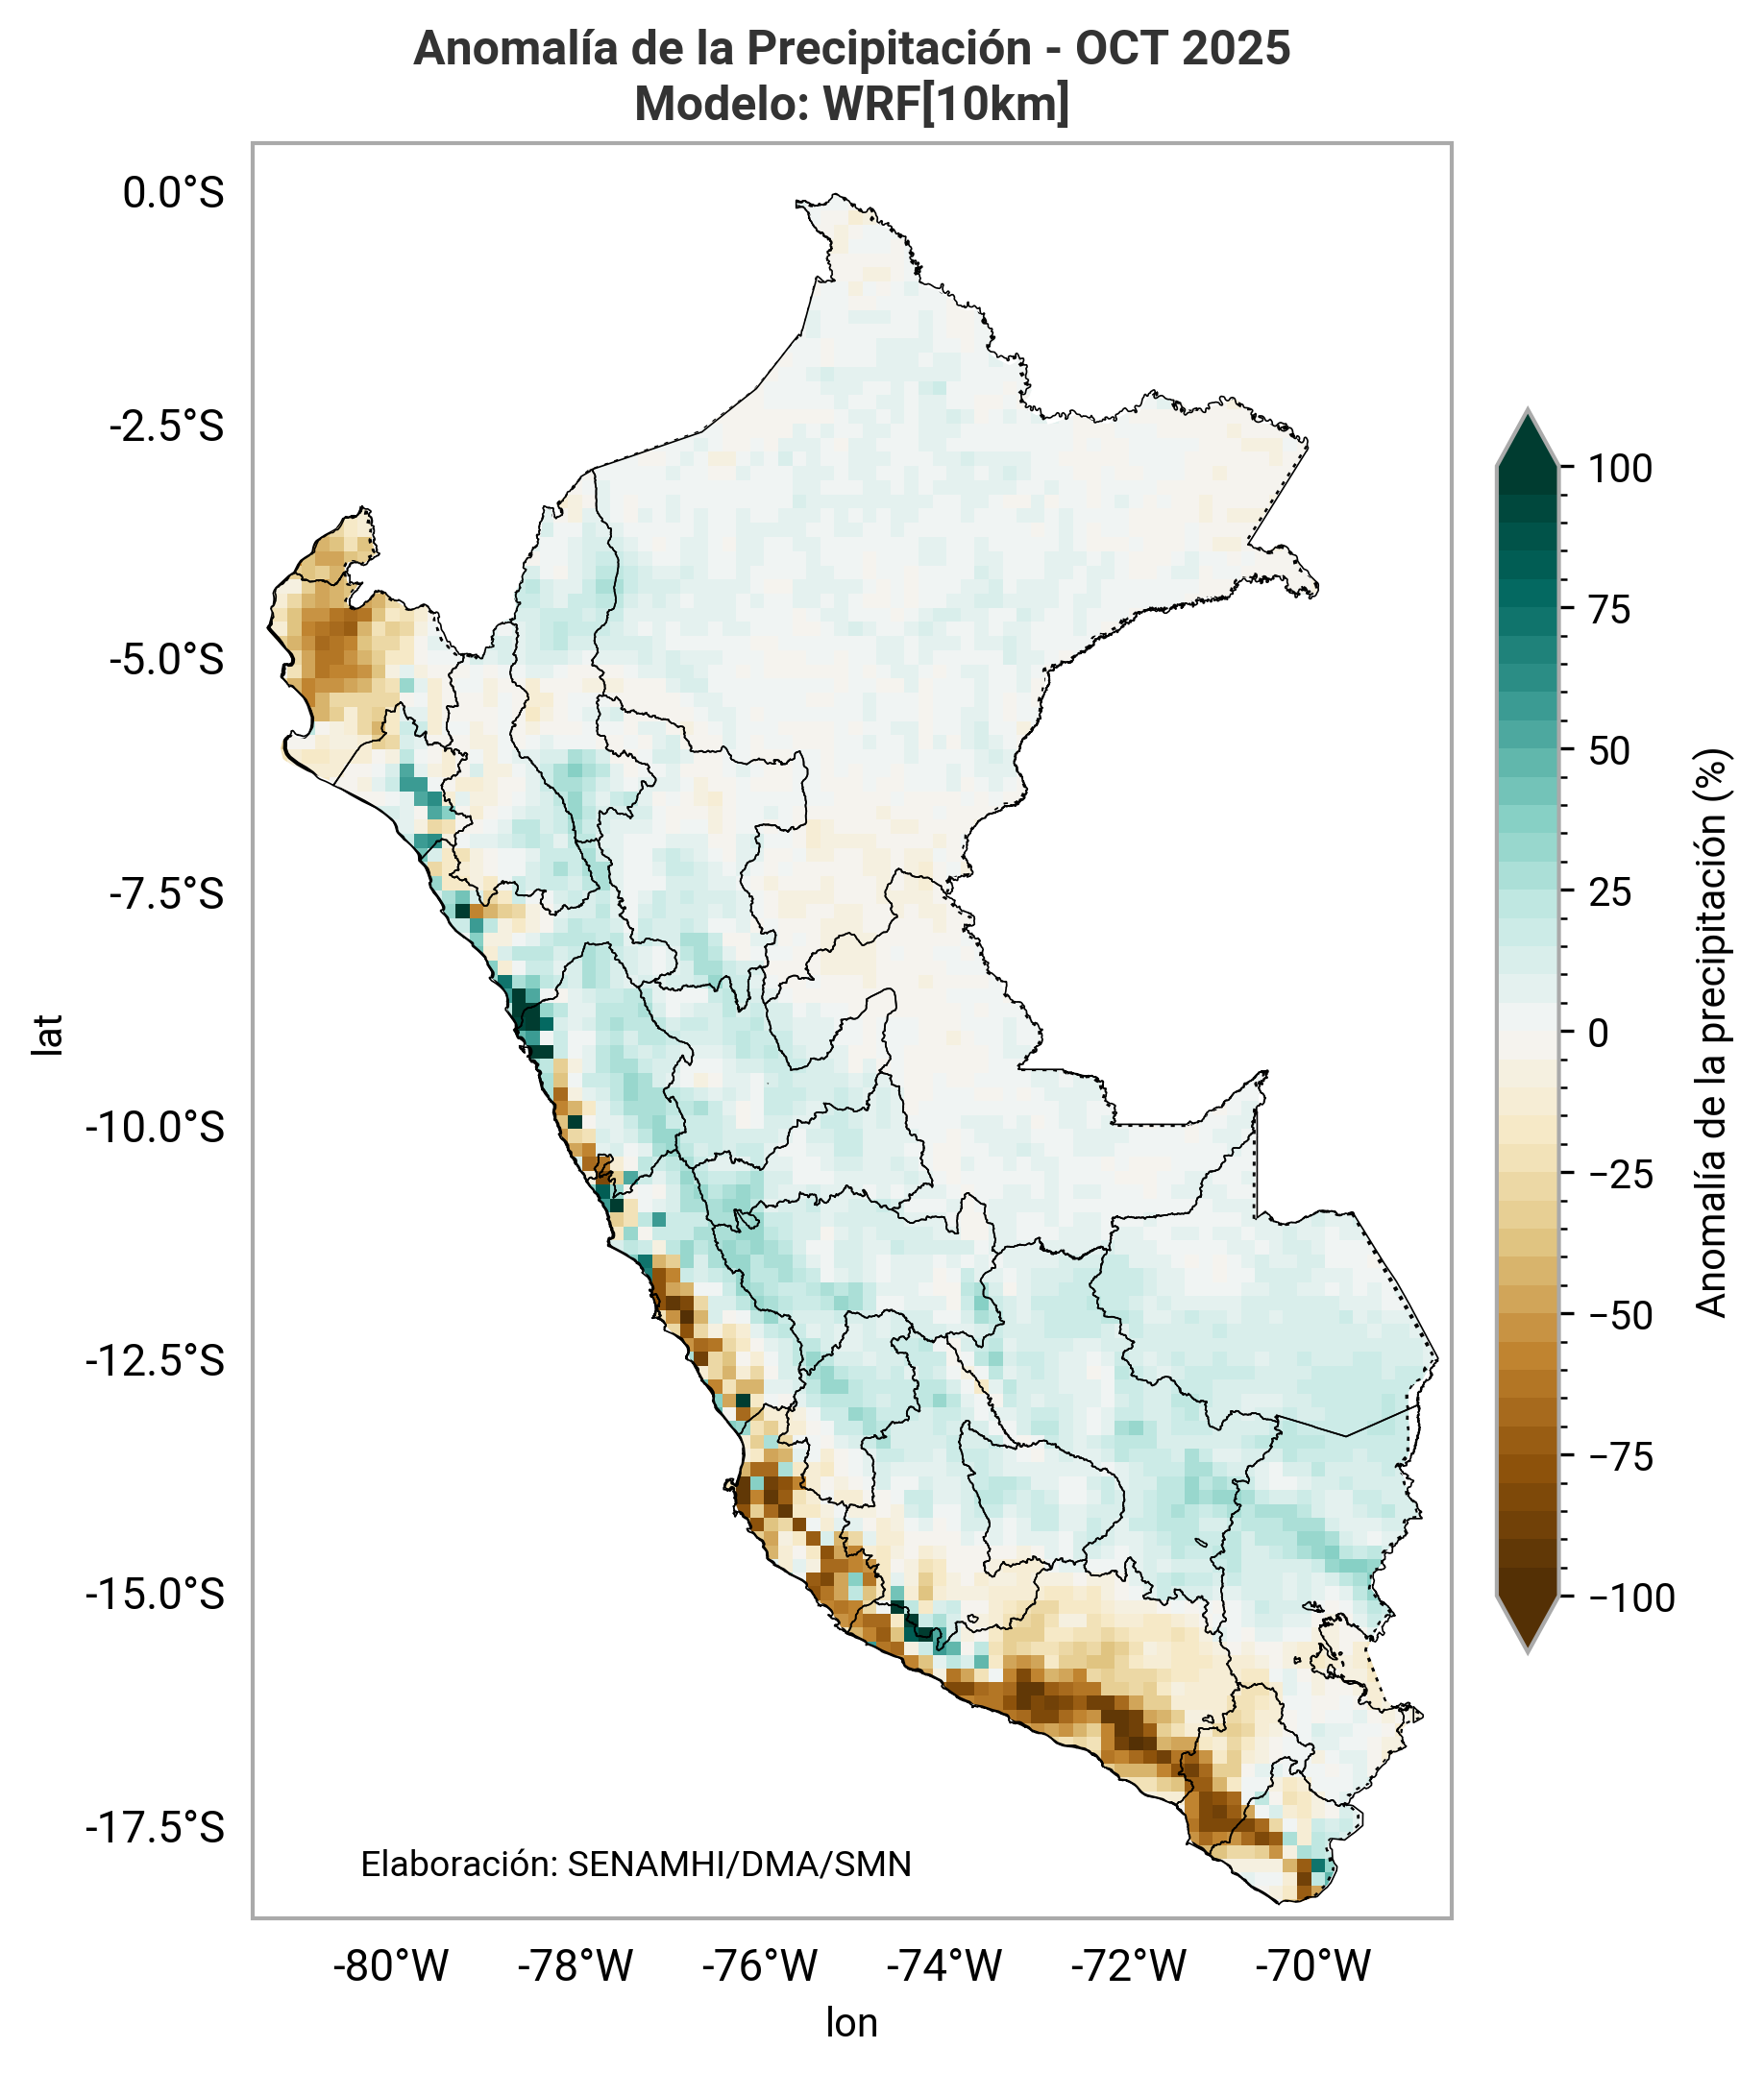 Anomalía de la Precipitación - OCT 2025
Modelo: WRF[10km]
0.0°S
-2.5°S
-5.0°S
-7.5°S
-10.0°S
-12.5°S
-15.0°S
-17.5°S
lat
Elaboración: SENAMHI/DMA/SMN
-80°W -78°W -76°W -74°W -72°W -70°W
lon
100
75
50
25
0
−25
−50
−75
−100
Anomalía de la precipitación (%)